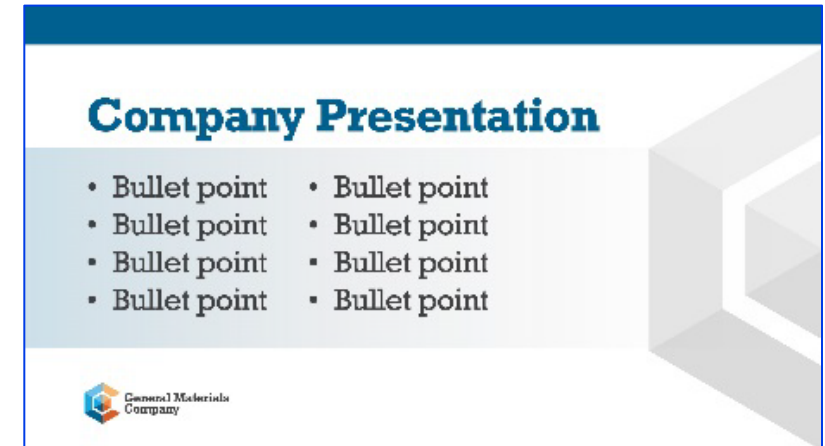 Company Presentation
• Bullet point
• Bullet point
• Bullet point
• Bullet point
• Bullet point
• Bullet point
• Bullet point
• Bullet point
General Materials
Company